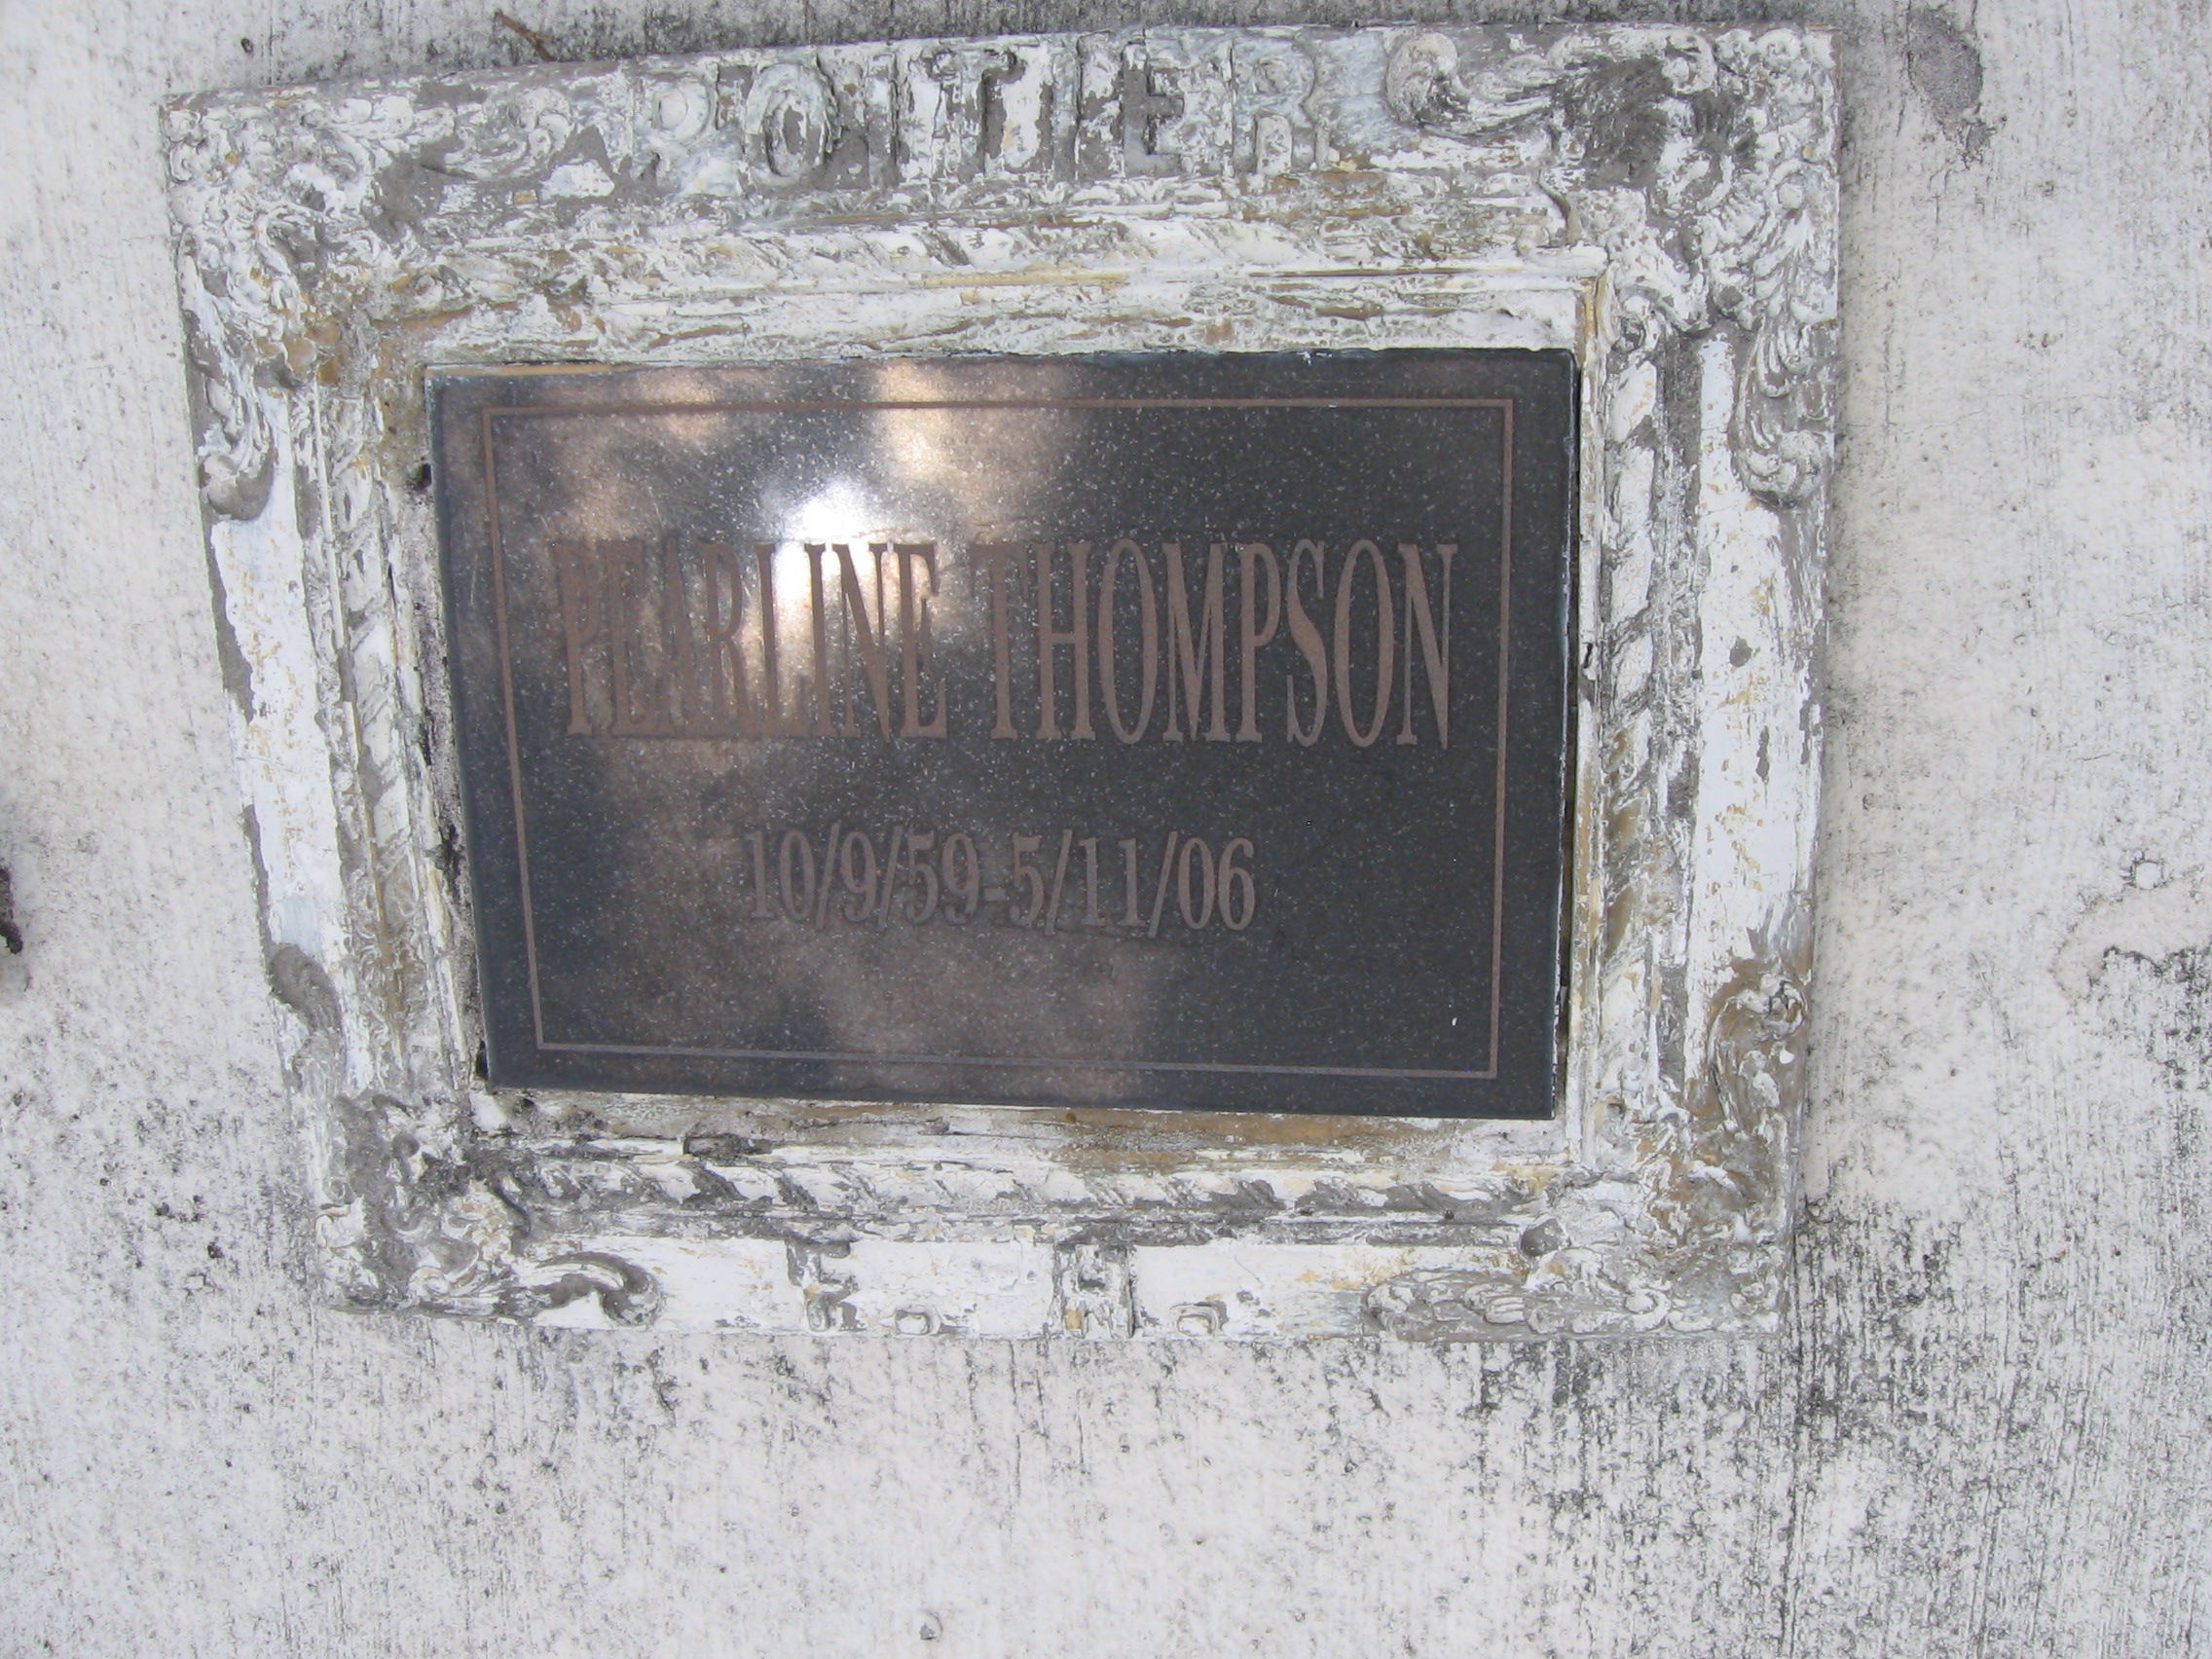 POITIER
PEARLINE THOMPSON
10/9/59-5/11/06
F.H.